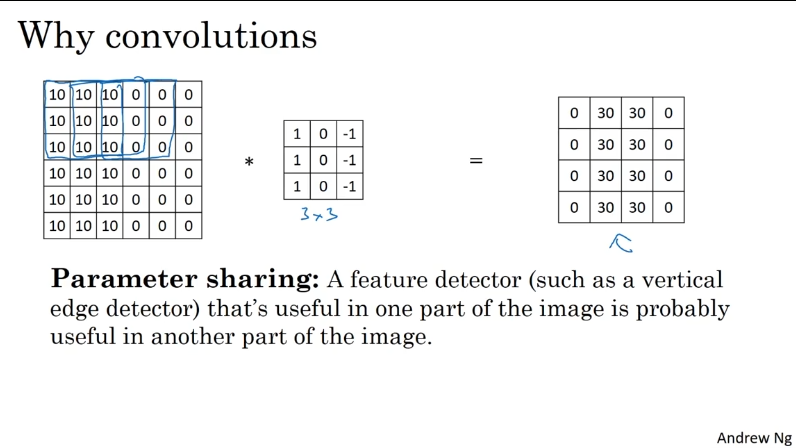 Why convolutions
10 10 10 0 0 0
10 10 10 0 0 0
10 10 10 0 0 0
10 10 10 0 0 0
10 10 10 0 0 0
10 10 10 0 0 0
*
1 0 -1
1 0 -1
1 0 -1
3×3
=
0 30 30 0
0 30 30 0
0 30 30 0
0 30 30 0
Parameter sharing: A feature detector (such as a vertical
edge detector) that’s useful in one part of the image is probably
useful in another part of the image.
Andrew Ng